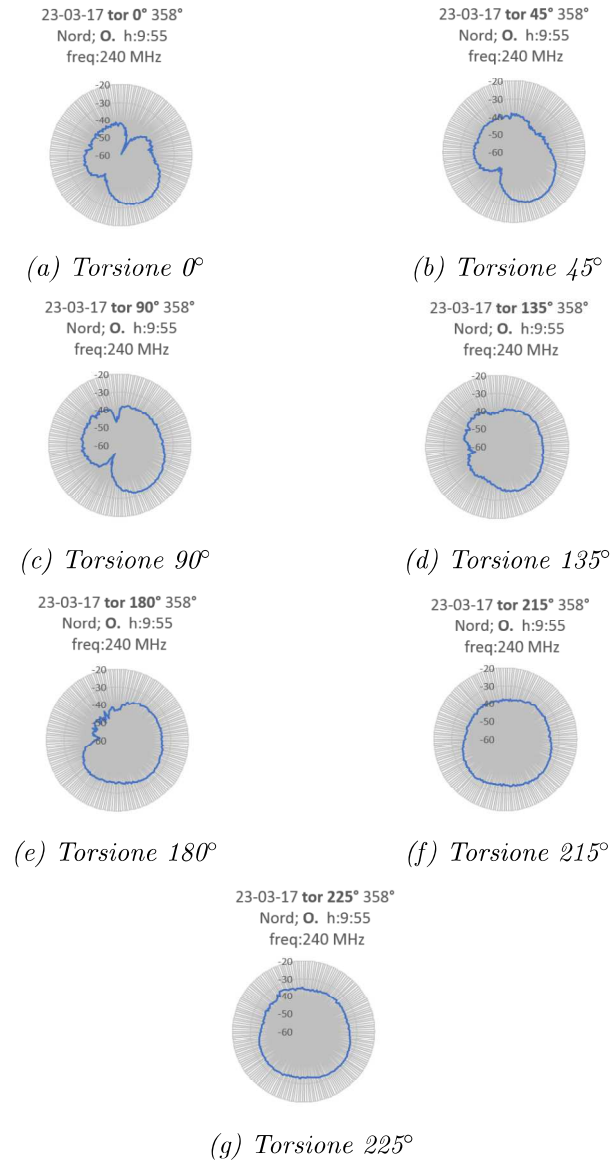 23-03-17 tor 0° 358°
Nord; O. h:9:55
freq:240 MHz
-20
-30
-40
-50
-60
(a) Torsione 0°
23-03-17 tor 45° 358°
Nord; O. h:9:55
freq:240 MHz
-20
-30
-40
-50
-60
(b) Torsione 45°
23-03-17 tor 90° 358°
Nord; O. h:9:55
freq:240 MHz
-20
-30
-40
-50
-60
(c) Torsione 90°
23-03-17 tor 135° 358°
Nord; O. h:9:55
freq:240 MHz
-20
-30
-40
-50
-60
(d) Torsione 135°
23-03-17 tor 180° 358°
Nord; O. h:9:55
freq:240 MHz
-20
-30
-40
-50
-60
(e) Torsione 180°
23-03-17 tor 215° 358°
Nord; O. h:9:55
freq:240 MHz
-20
-30
-40
-50
-60
(f) Torsione 215°
23-03-17 tor 225° 358°
Nord; O. h:9:55
freq:240 MHz
-20
-30
-40
-50
-60
(g) Torsione 225°